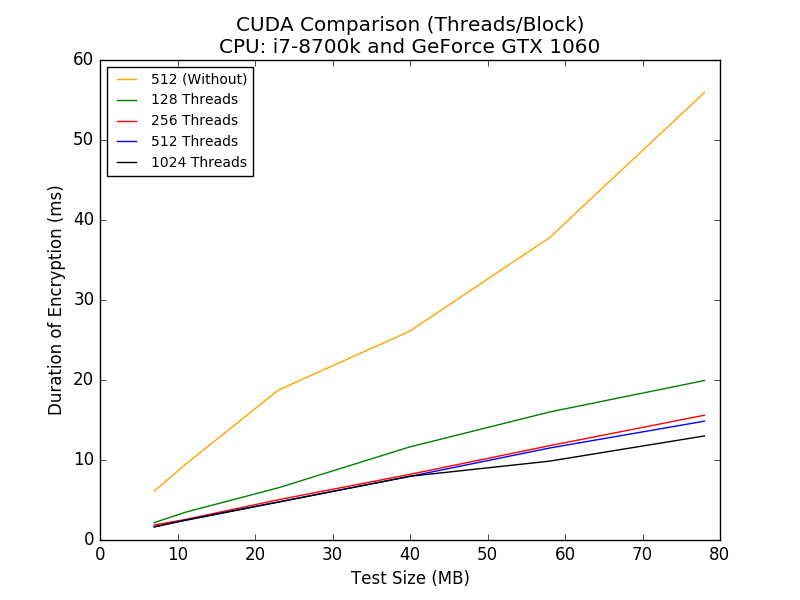 CUDA Comparison (Threads/Block)
CPU: i7-8700k and GeForce GTX 1060
60
50
40
30
20
10
0
Duration of Encryption (ms)
512 (Without)
128 Threads
256 Threads
512 Threads
1024 Threads
0 10 20 30 40 50 60 70 80
Test Size (MB)